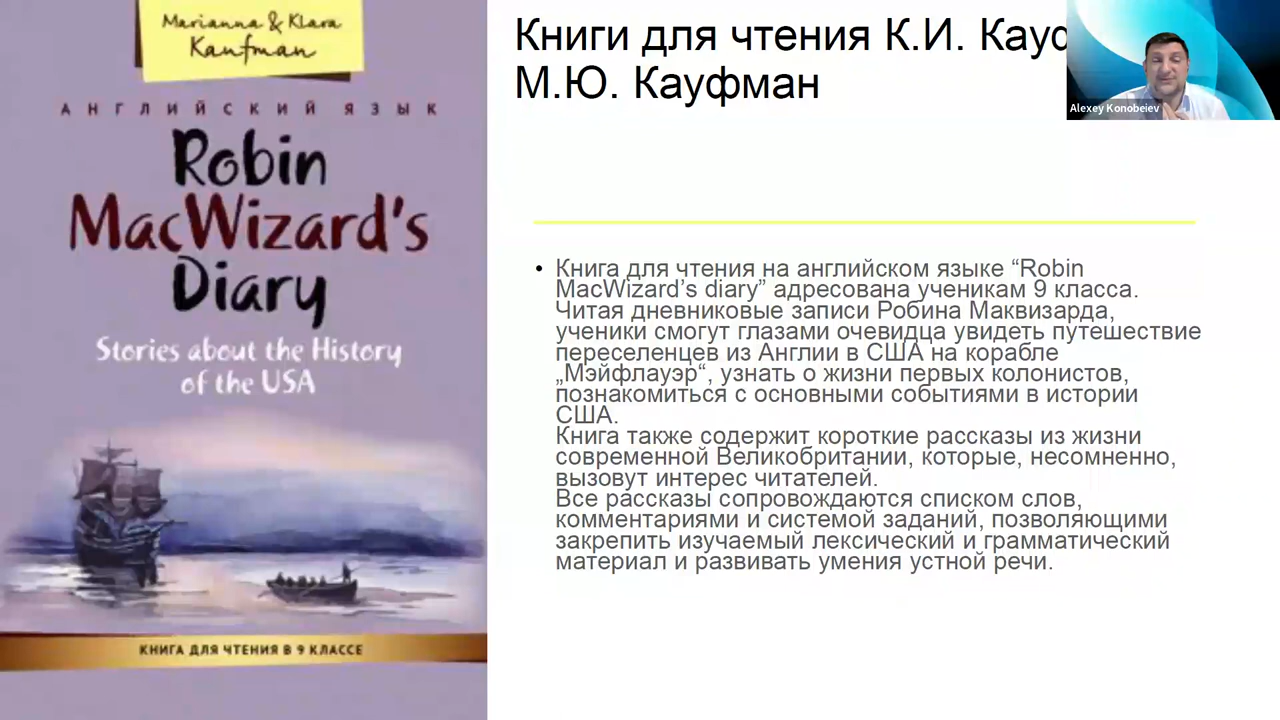 Marianna & Klara
Kaufman
АНГЛИЙСКИЙ ЯЗЫК
Robin
MacWizard's
Diary
Stories about the History
of the USA
КНИГА ДЛЯ ЧТЕНИЯ В 9 КЛАССЕ
Книги для чтения К.И.
М.Ю. Кауфман
Alexey Konobeiev
• Книга для чтения на английском языке “Robin
MacWizard’s diary” адресована ученикам 9 класса.
Читая дневниковые записи Робина Маквизарда,
ученики смогут глазами очевидца увидеть путешествие
переселенцев из Англии в США на корабле
„Мэйфлауэр“, узнать о жизни первых колонистов,
познакомиться с основными событиями в истории
США.
Книга также содержит короткие рассказы из жизни
современной Великобритании, которые, несомненно,
вызовут интерес читателей.
Все рассказы сопровождаются списком слов,
комментариями и системой заданий, позволяющими
закрепить изучаемый лексический и грамматический
материал и развивать умения устной речи.